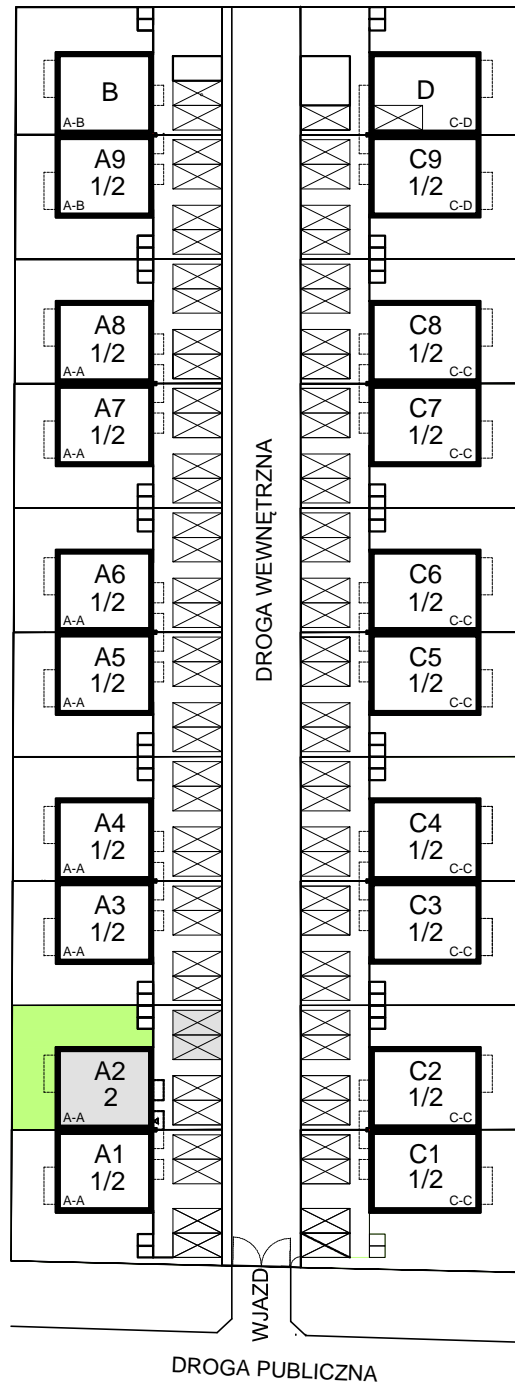 B
A-B
D
C-D
A9
1/2
A-B
C9
1/2
C-D
A8
1/2
A-A
C8
1/2
C-C
A7
1/2
A-A
C7
1/2
C-C
DROGA WEWNĘTRZNA
A6
1/2
A-A
C6
1/2
C-C
A5
1/2
A-A
C5
1/2
C-C
A4
1/2
A-A
C4
1/2
C-C
A3
1/2
A-A
C3
1/2
C-C
A2
2
A-A
C2
1/2
C-C
A1
1/2
A-A
C1
1/2
C-C
WJAZD
DROGA PUBLICZNA